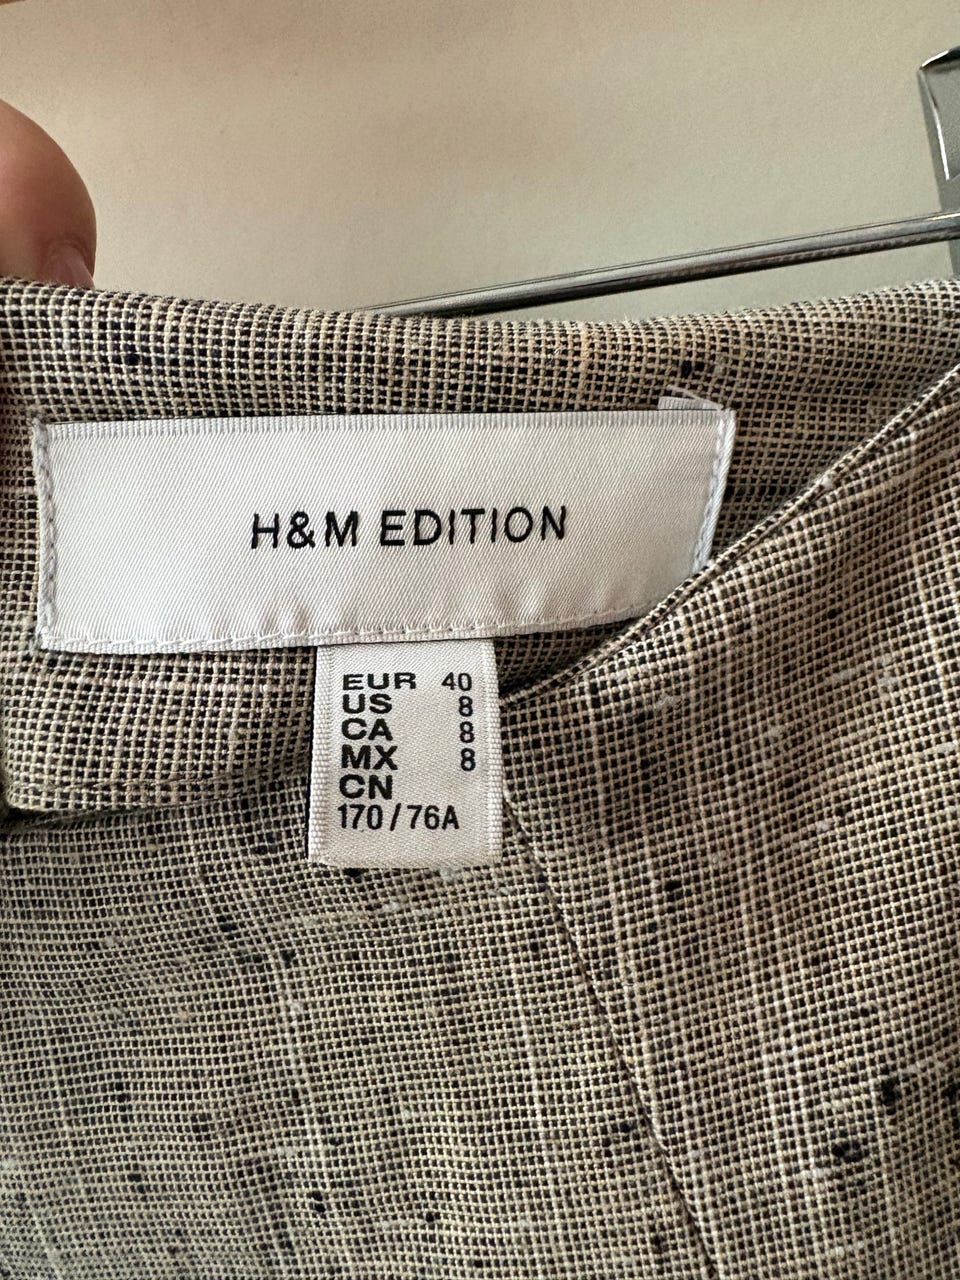 H&M EDITION
EUR 40
US 8
CA 8
MX 8
CN
170/76A